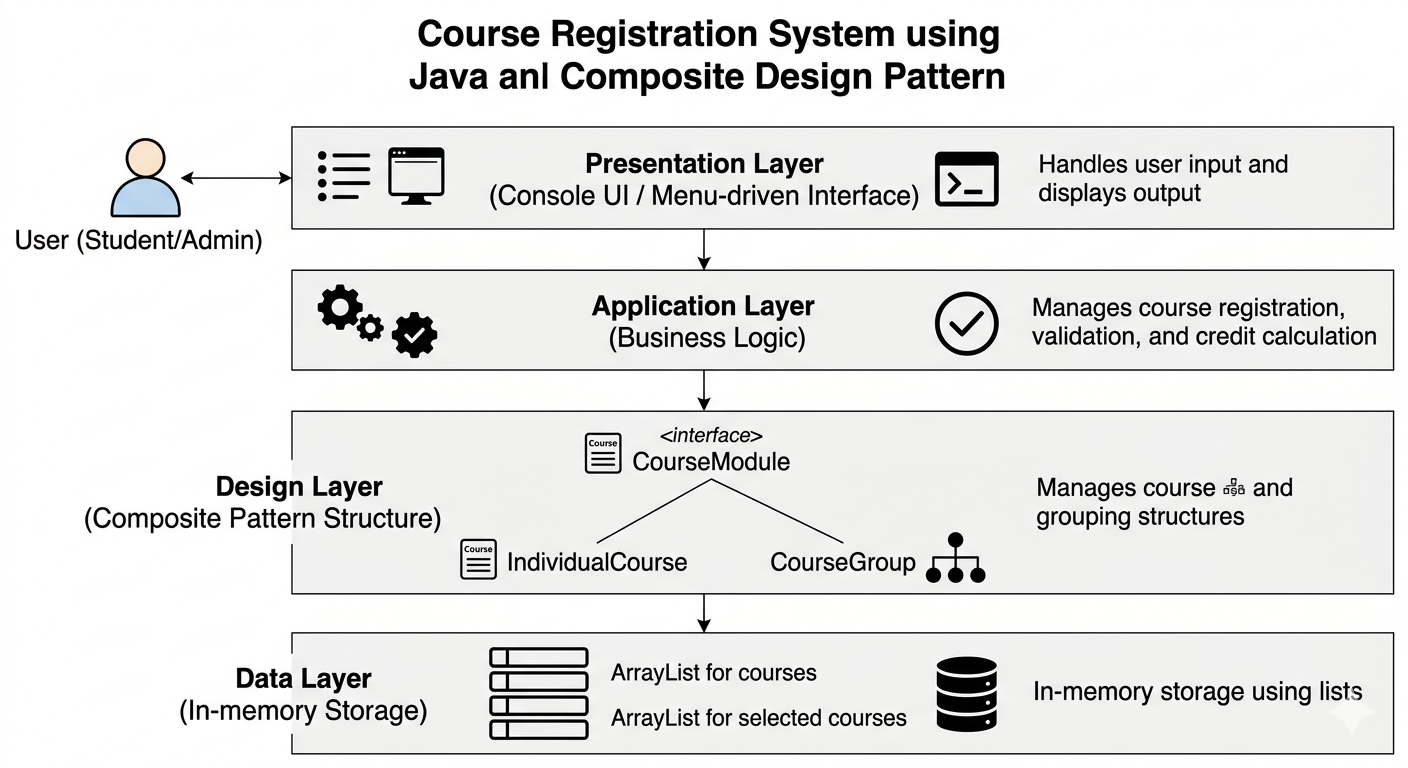 Course Registration System using
Java anl Composite Design Pattern
User (Student/Admin)
Presentation Layer
(Console UI / Menu-driven Interface)
Handles user input and
displays output
Application Layer
(Business Logic)
Manages course registration,
validation, and credit calculation
Design Layer
(Composite Pattern Structure)
Course
<interface>
CourseModule
Course
IndividualCourse
CourseGroup
Manages course and
grouping structures
Data Layer
(In-memory Storage)
ArrayList for courses
ArrayList for selected courses
In-memory storage using lists